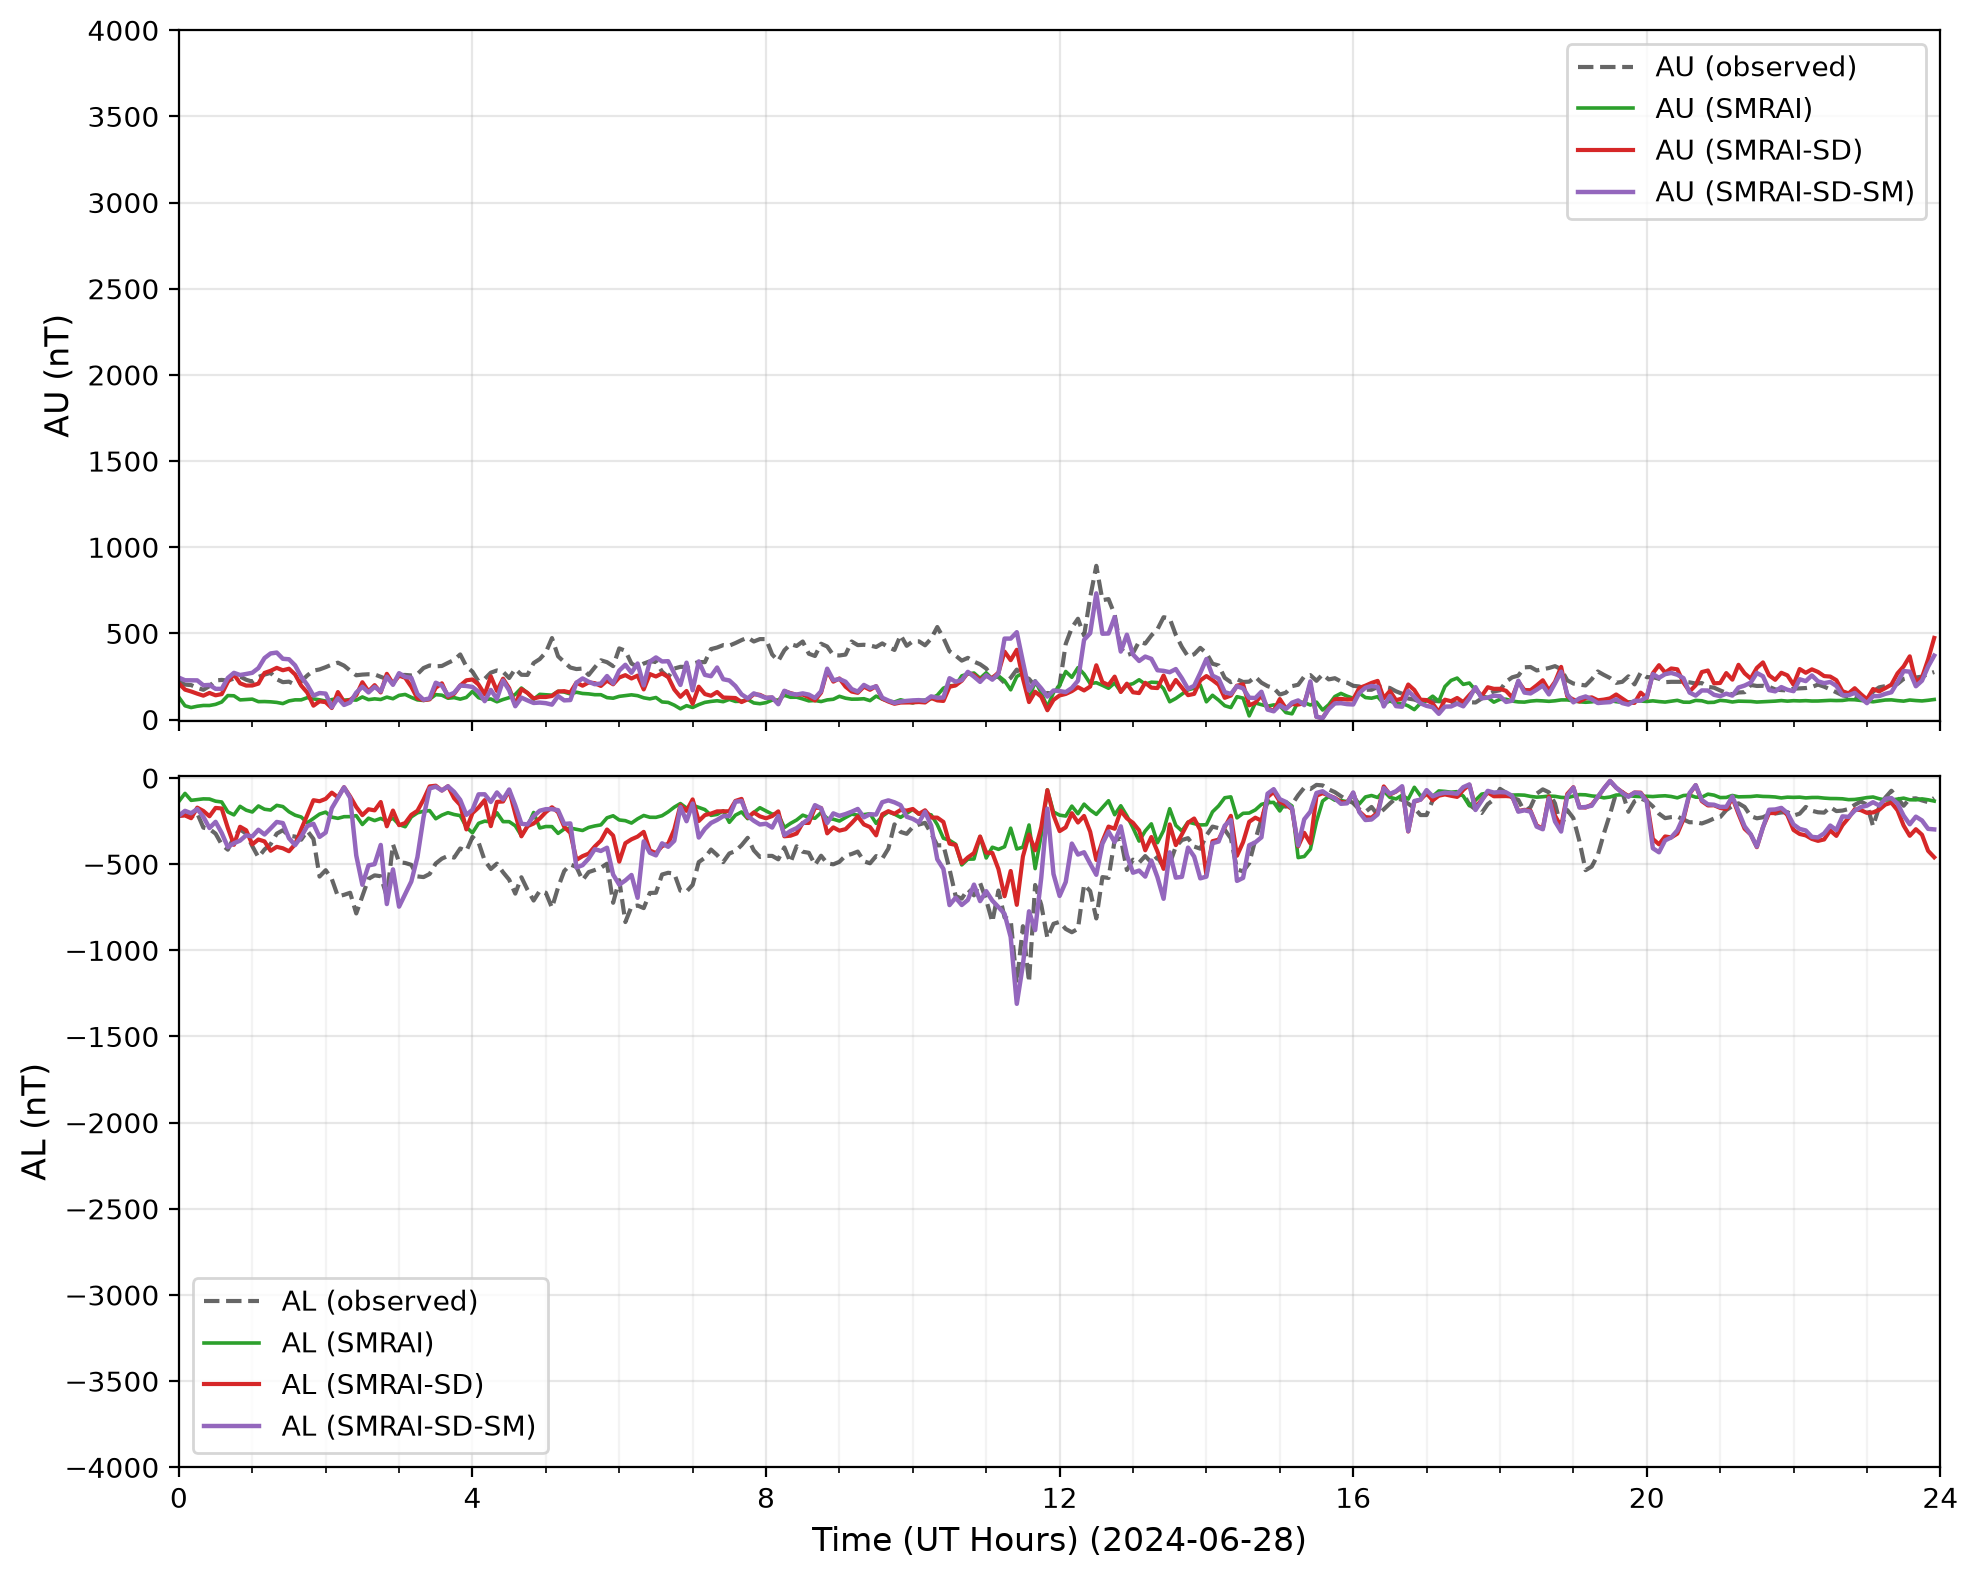 4000
3500
3000
2500
2000
1500
1000
500
0
AU (nT)
AU (observed)
AU (SMRAI)
AU (SMRAI-SD)
AU (SMRAI-SD-SM)
0
−500
−1000
−1500
−2000
−2500
−3000
−3500
−4000
AL (nT)
AL (observed)
AL (SMRAI)
AL (SMRAI-SD)
AL (SMRAI-SD-SM)
0 4 8 12 16 20 24
Time (UT Hours) (2024-06-28)